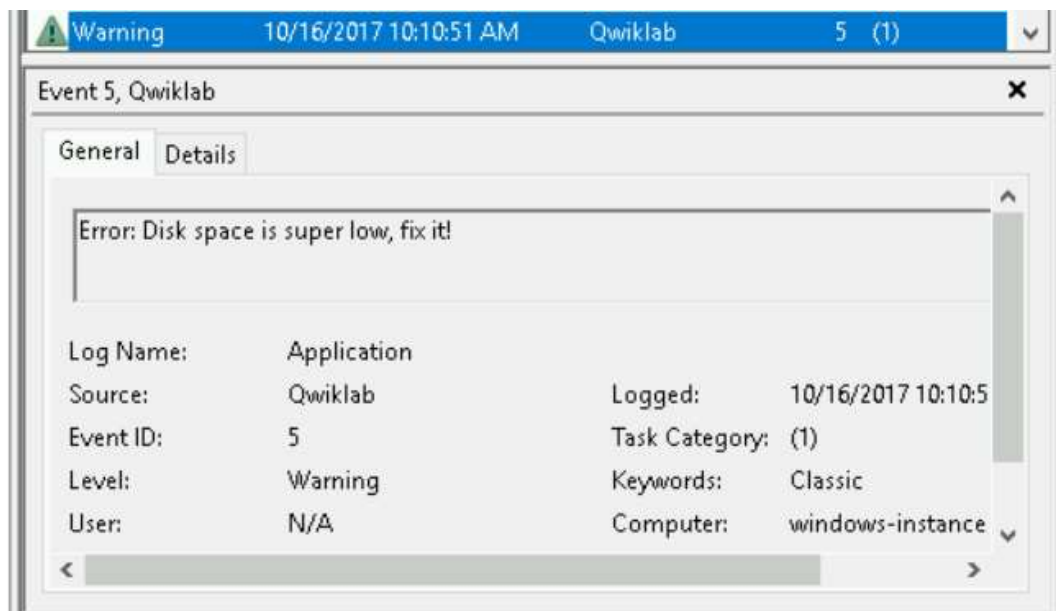 Warning 10/16/2017 10:10:51 AM Qwiklab 5 (1)
Event 5, Qwiklab
General Details
Error: Disk space is super low, fix it!
Log Name: Application
Source: Qwiklab Logged: 10/16/2017 10:10:5
Event ID: 5 Task Category: (1)
Level: Warning Keywords: Classic
User: N/A Computer: windows-instance